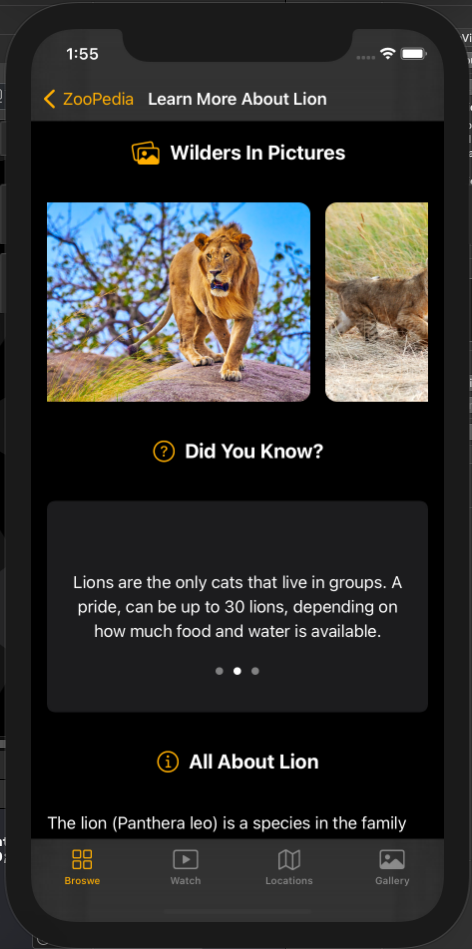 1:55
ZooPedia Learn More About Lion
Wilders In Pictures
Did You Know?
Lions are the only cats that live in groups. A
pride, can be up to 30 lions, depending on
how much food and water is available.
All About Lion
The lion (Panthera leo) is a species in the family
Broswe Watch Locations Gallery